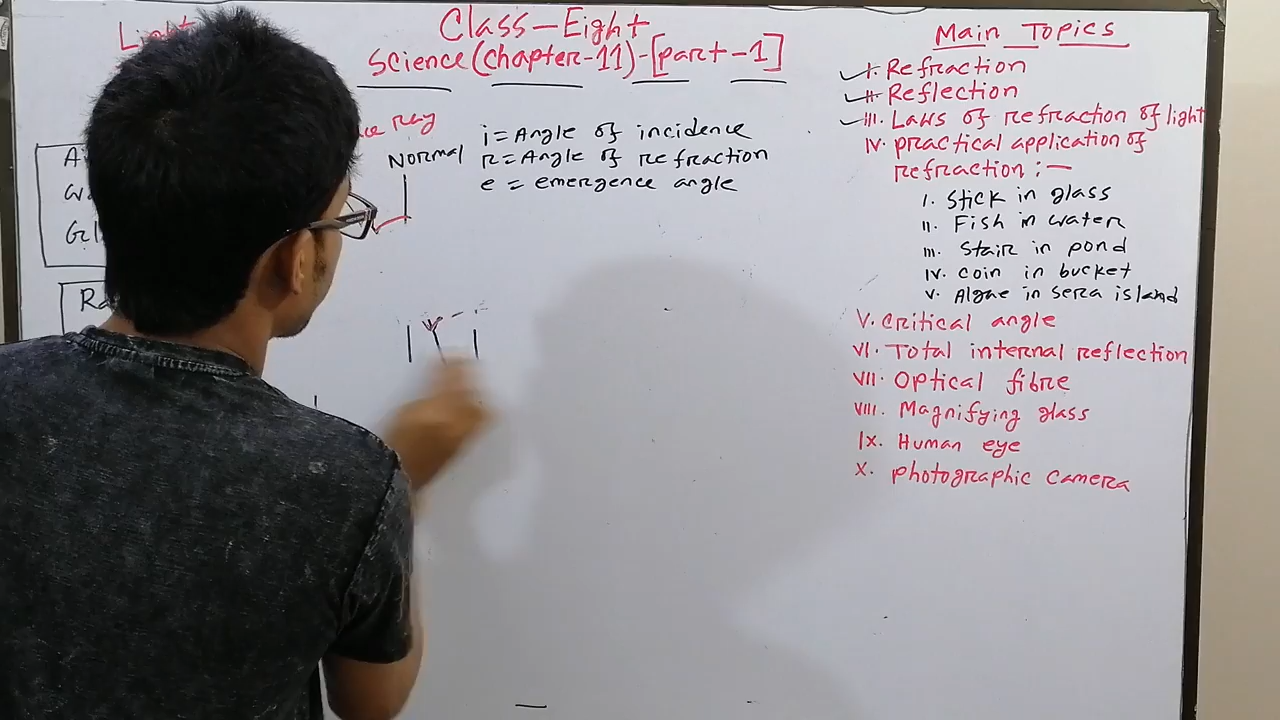 Class-Eight
Science(chapter-11)-[part-1]
ray
Normal
i = Angle of incidence
r = Angle of refraction
e = emergence angle
Main Topics
I. Refraction
II. Reflection
III. Laws of refraction of light
IV. practical application of
refraction :-
I. Stick in glass
II. Fish in water
III. Stair in pond
IV. coin in bucket
V. Algae in sera island
V. Critical angle
VI. Total internal reflection
VII. Optical fibre
VIII. Magnifying glass
IX. Human eye
X. photographic camera